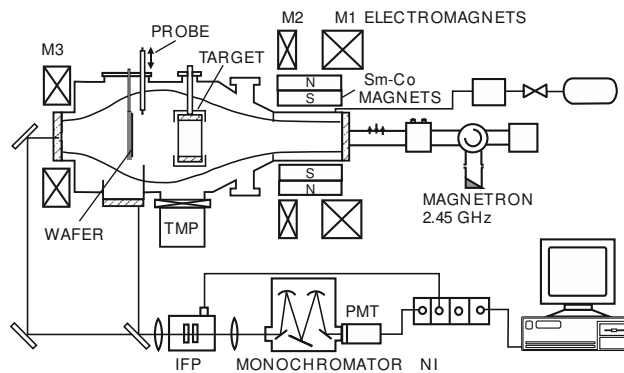 M2 M1 ELECTROMAGNETS
PROBE
M3
TARGET
N
Sm-Co
S
MAGNETS
S
N
MAGNETRON
2.45 GHz
WAFER
TMP
PMT
IFP
MONOCHROMATOR
NI